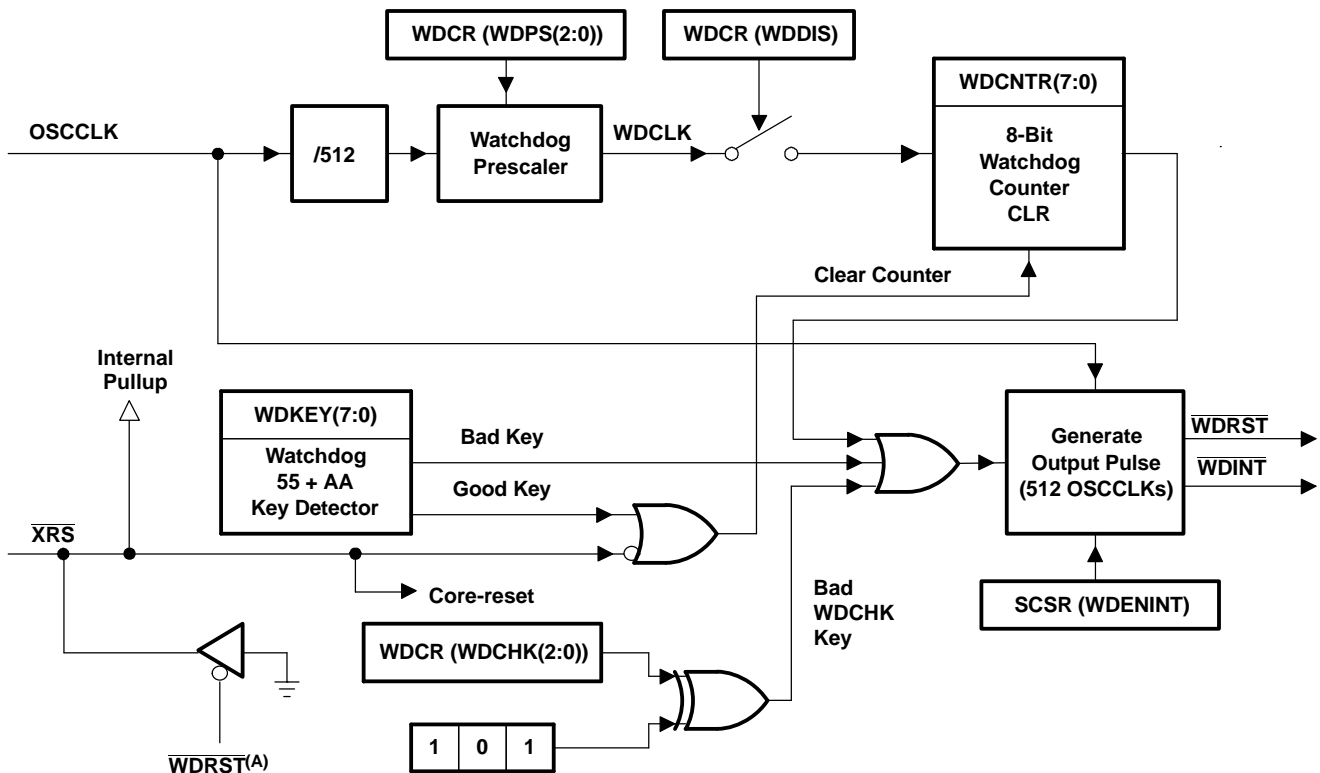 WDCR (WDPS(2:0))
WDCR (WDDIS)
WDCNTR(7:0)
OSCCLK
/512
Watchdog
Prescaler
WDCLK
8-Bit
Watchdog
Counter
CLR
Clear Counter
Internal
Pullup
WDKEY(7:0)
Watchdog
55 + AA
Key Detector
Bad Key
Good Key
Generate
Output Pulse
(512 OSCCLKs)
WDRST
WDINT
XRS
Core-reset
SCSR (WDENINT)
Bad
WDCHK
Key
WDCR (WDCHK(2:0))
1 0 1
WDRST(A)